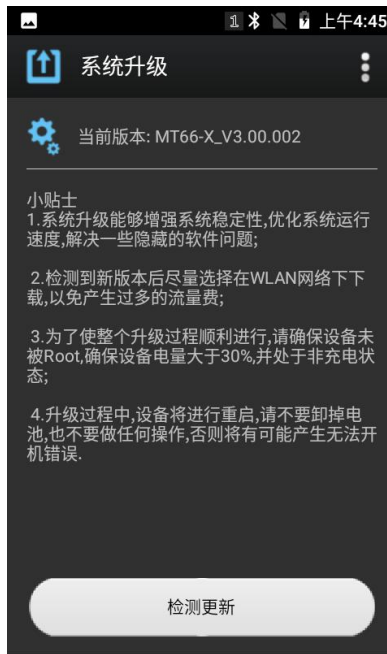 1 上午4:45
系统升级
当前版本: MT66-X_V3.00.002
小贴士
1.系统升级能够增强系统稳定性,优化系统运行
速度,解决一些隐藏的软件问题;
2.检测到新版本后尽量选择在WLAN网络下下
载,以免产生过多的流量费;
3.为了使整个升级过程顺利进行,请确保设备未
被Root,确保设备电量大于30%,并处于非充电状
态;
4.升级过程中,设备将进行重启,请不要卸掉电
池,也不要做任何操作,否则将有可能产生无法开
机错误.
检测更新